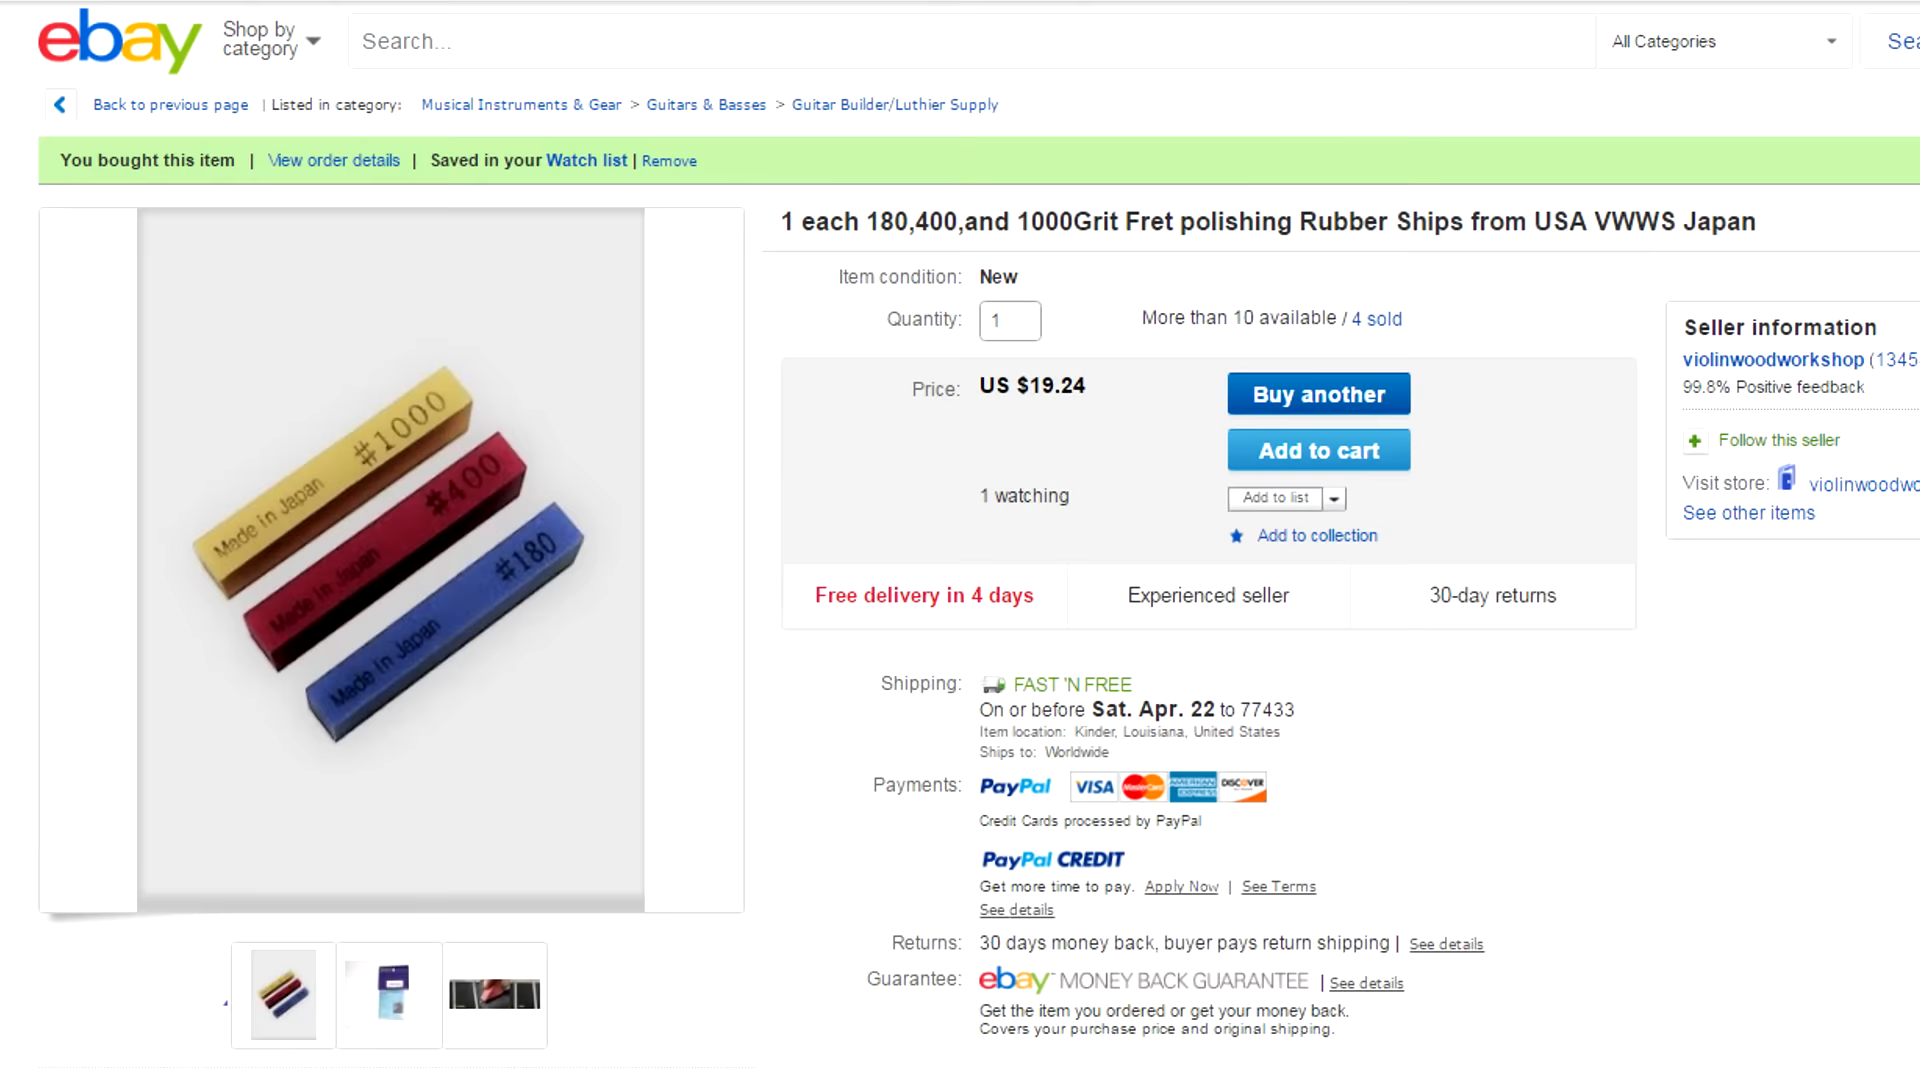 ebay
Shop by
category
Search...
All Categories
Back to previous page | Listed in category: Musical Instruments & Gear > Guitars & Basses > Guitar Builder/Luthier Supply
You bought this item | View order details | Saved in your Watch list | Remove
1 each 180,400,and 1000Grit Fret polishing Rubber Ships from USA VWWS Japan
Item condition: New
Quantity: 1 More than 10 available / 4 sold
Price: US $19.24
Buy another
Add to cart
1 watching
Add to list
Add to collection
Free delivery in 4 days
Experienced seller
30-day returns
Seller information
violinwoodworkshop (1345
99.8% Positive feedback
Follow this seller
Visit store: violinwoodwo
See other items
#1000
Made in Japan
#400
Made In Japan
#180
Made In Japan
Shipping: FAST 'N FREE
On or before Sat. Apr. 22 to 77433
Item location: Kinder, Louisiana, United States
Ships to: Worldwide
Payments: PayPal VISA MasterCard AMERICAN EXPRESS DISCOVER
Credit Cards processed by PayPal
PayPal CREDIT
Get more time to pay. Apply Now | See Terms
See details
Returns: 30 days money back, buyer pays return shipping | See details
Guarantee: ebay MONEY BACK GUARANTEE | See details
Get the item you ordered or get your money back.
Covers your purchase price and original shipping.